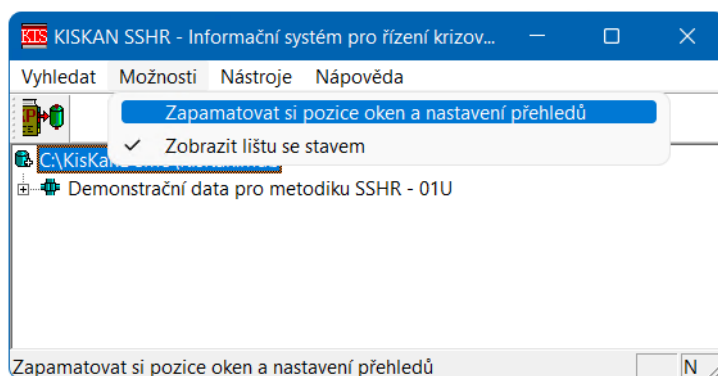 KIS KISKAN SSHR - Informační systém pro řízení krizov...
Vyhledat Možnosti Nástroje Nápověda
Zapamatovat si pozice oken a nastavení přehledů
Zobrazit lištu se stavem
Demonstrační data pro metodiku SSHR - 01U
Zapamatovat si pozice oken a nastavení přehledů N